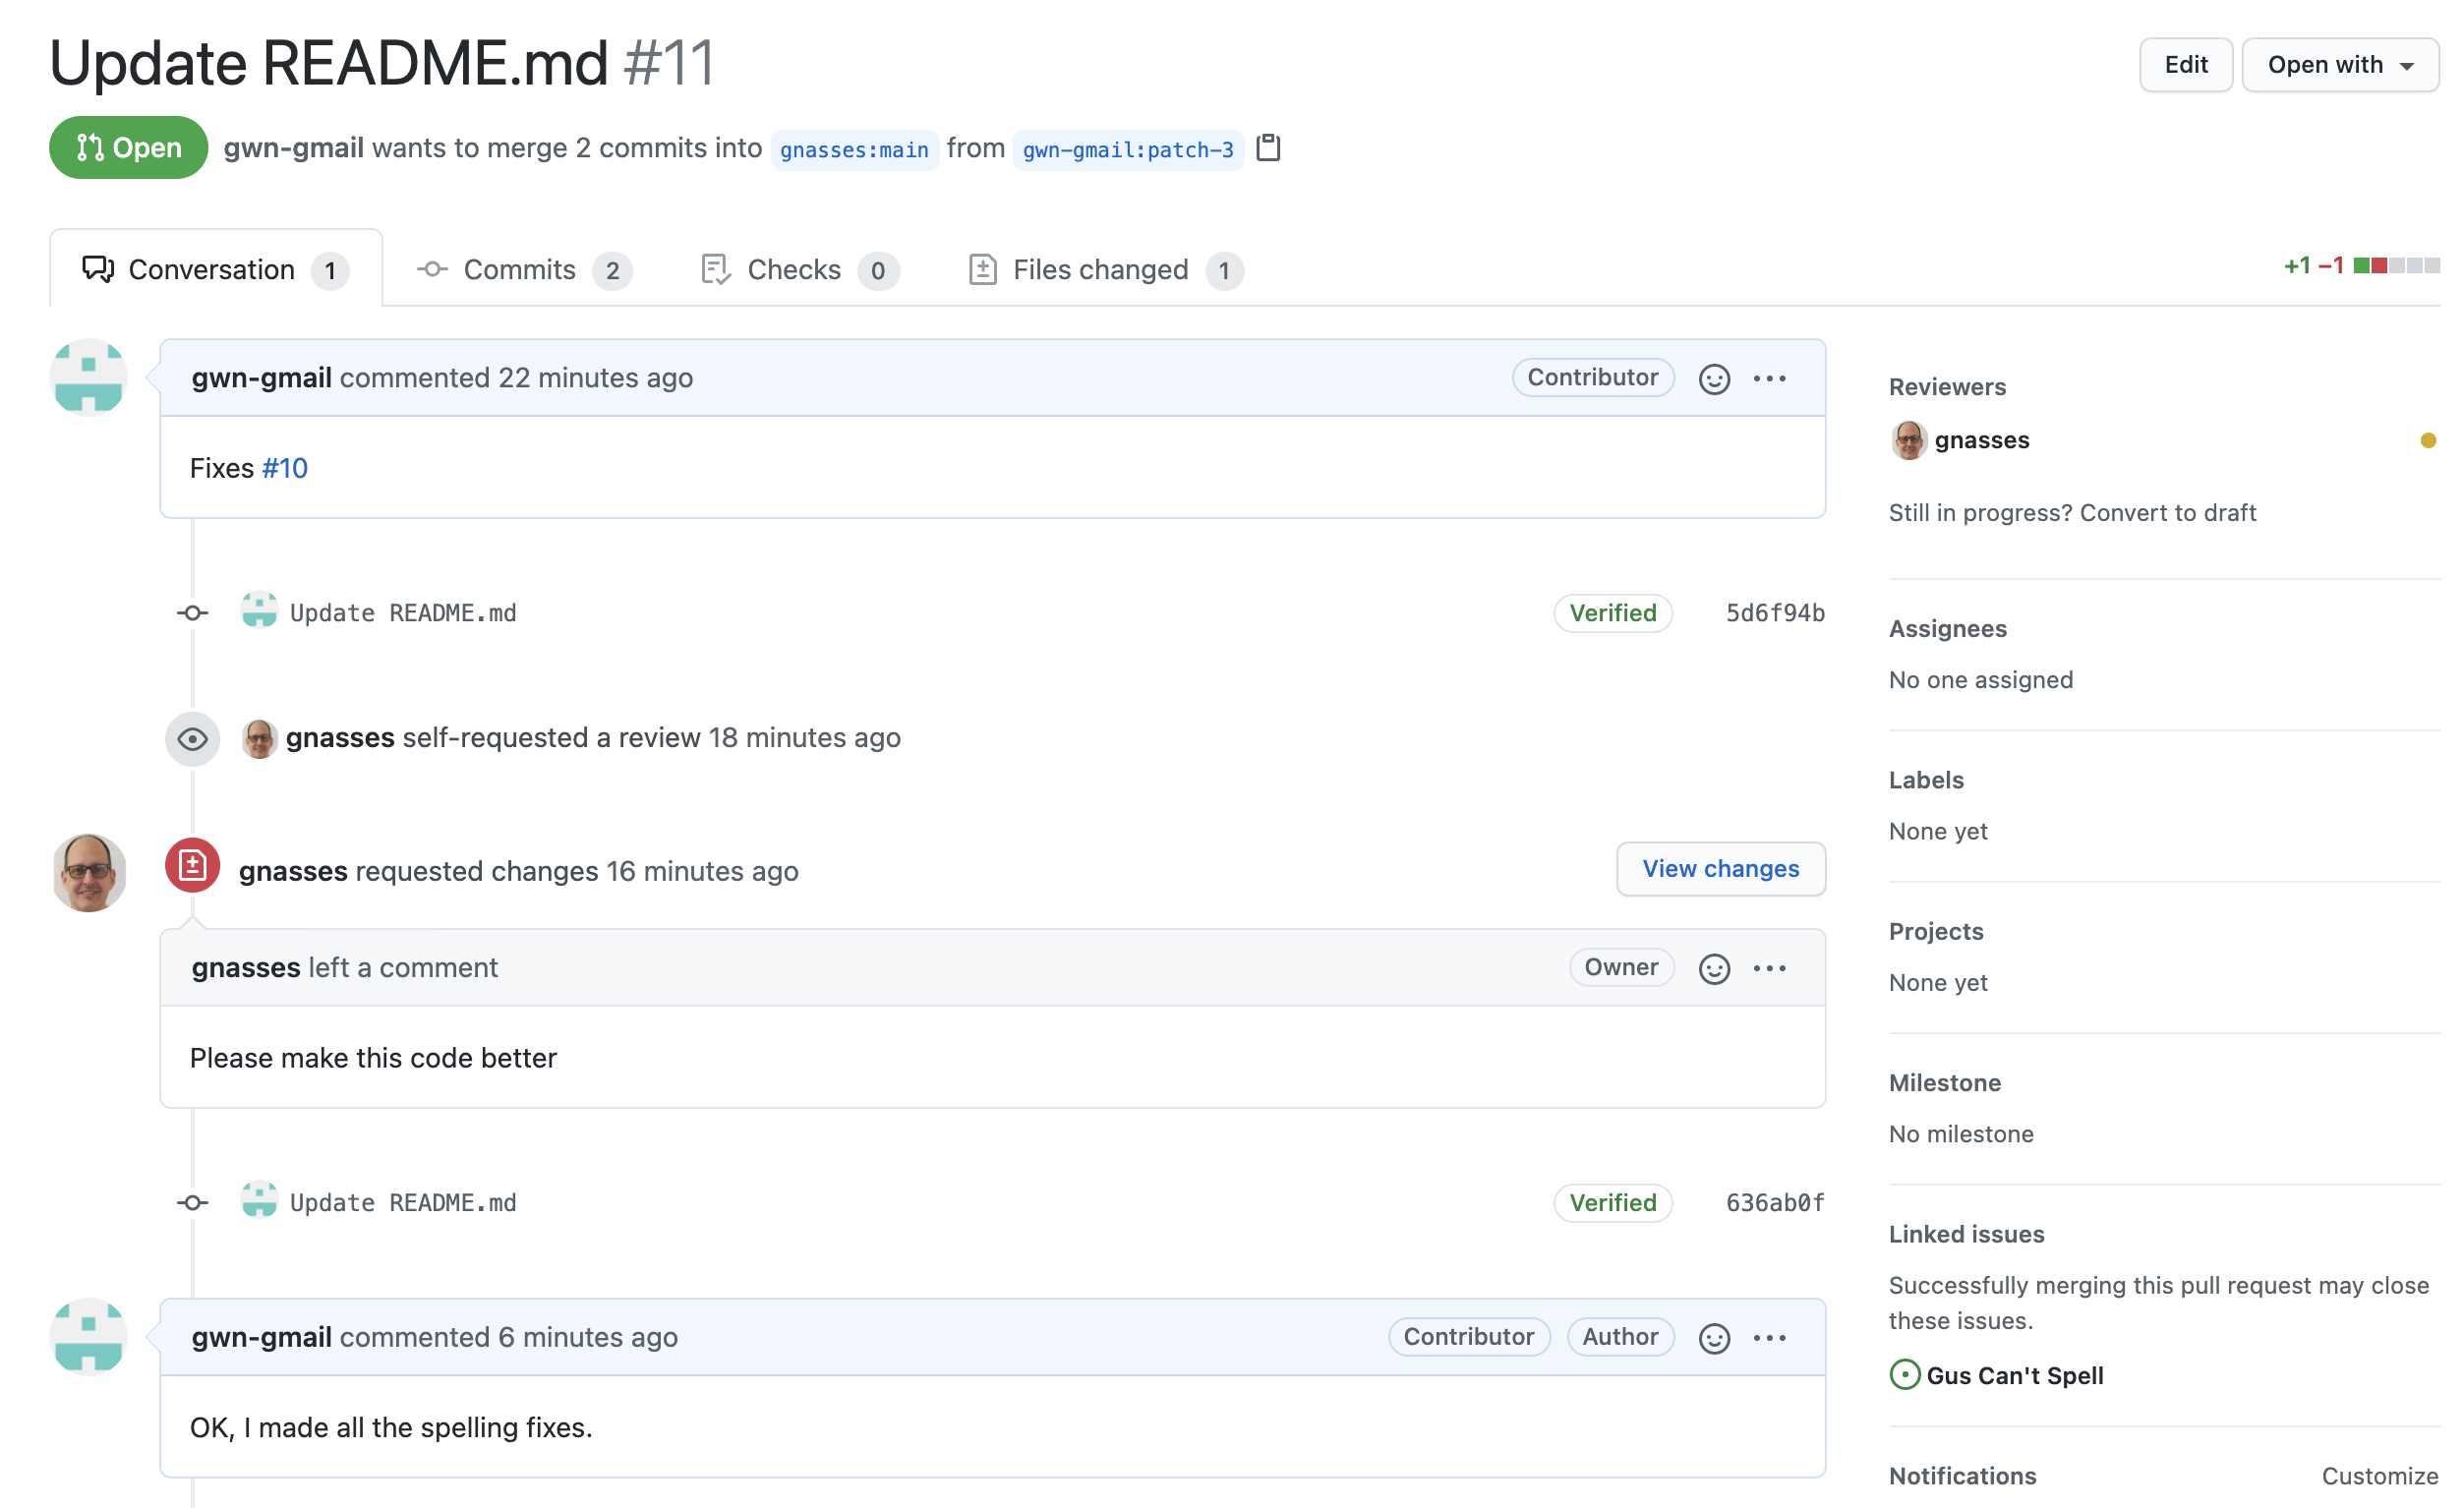 Update README.md #11
Edit
Open with
Open
gwn-gmail wants to merge 2 commits into gnasses:main from gwn-gmail:patch-3
Conversation 1
Commits 2
Checks 0
Files changed 1
+1 −1
gwn-gmail commented 22 minutes ago
Contributor
Fixes #10
Update README.md
Verified
5d6f94b
gnasses self-requested a review 18 minutes ago
gnasses requested changes 16 minutes ago
View changes
gnasses left a comment
Owner
Please make this code better
Update README.md
Verified
636ab0f
gwn-gmail commented 6 minutes ago
Contributor
Author
OK, I made all the spelling fixes.
Reviewers
gnasses
Still in progress? Convert to draft
Assignees
No one assigned
Labels
None yet
Projects
None yet
Milestone
No milestone
Linked issues
Successfully merging this pull request may close
these issues.
Gus Can't Spell
Notifications
Customize